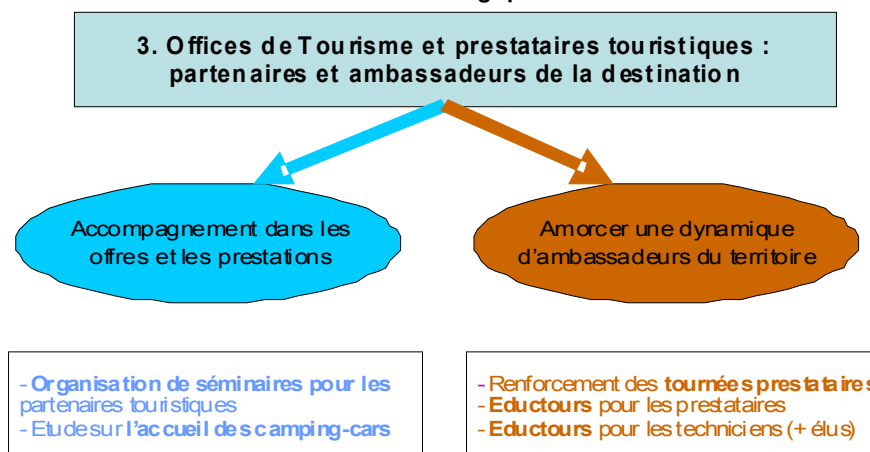 3. Offices de Tourisme et prestataires touristiques :
partenaires et ambassadeurs de la destination
Accompagnement dans les
offres et les prestations
Amorcer une dynamique
d'ambassadeurs du territoire
- Organisation de séminaires pour les
partenaires touristiques
- Etude sur l'accueil des camping-cars
- Renforcement des tournées prestataires
- Eductours pour les prestataires
- Eductours pour les techniciens (+ élus)